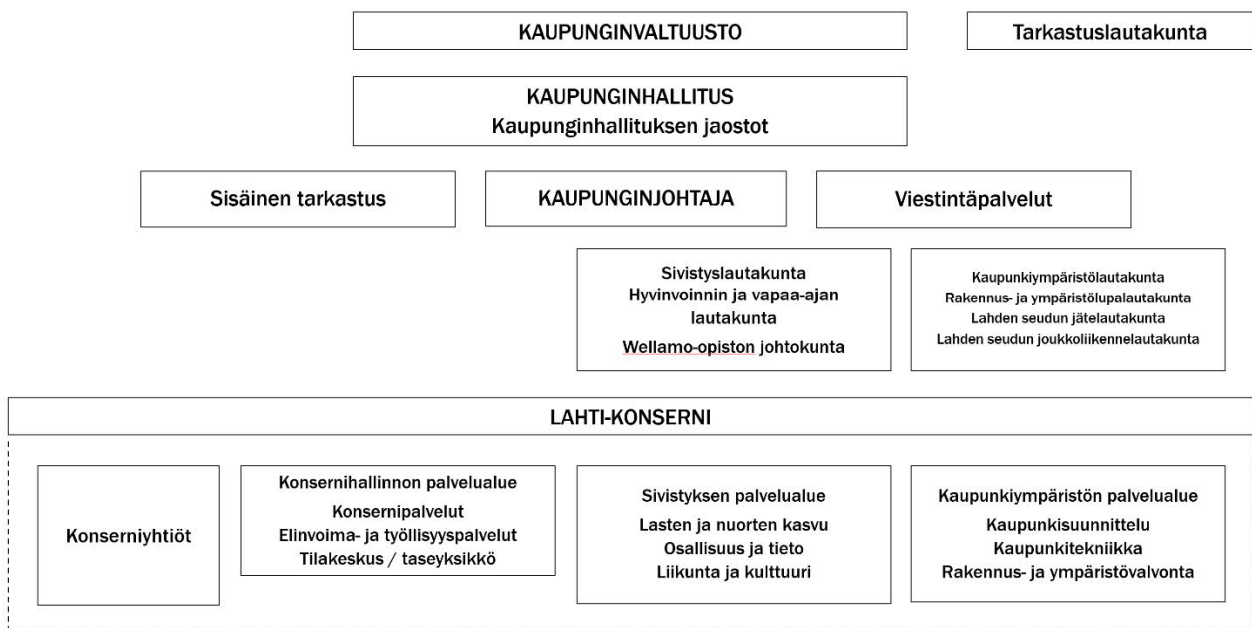 KAUPUNGINVALTUUSTO
Tarkastuslautakunta
KAUPUNGINHALLITUS
Kaupunginhallituksen jaostot
Sisäinen tarkastus
KAUPUNGINJOHTAJA
Viestintäpalvelut
Sivistyslautakunta
Hyvinvoinnin ja vapaa-ajan
lautakunta
Wellamo-opiston johtokunta
Kaupunkiympäristölautakunta
Rakennus- ja ympäristölupalautakunta
Lahden seudun jätelautakunta
Lahden seudun joukkoliikennelautakunta
LAHTI-KONSERNI
Konserniyhtiöt
Konsernihallinnon palvelualue
Konsernipalvelut
Elinvoima- ja työllisyyspalvelut
Tilakeskus / taseyksikkö
Sivistyksen palvelualue
Lasten ja nuorten kasvu
Osallisuus ja tieto
Liikunta ja kulttuuri
Kaupunkiympäristön palvelualue
Kaupunkisuunnittelu
Kaupunkitekniikka
Rakennus- ja ympäristövalvonta